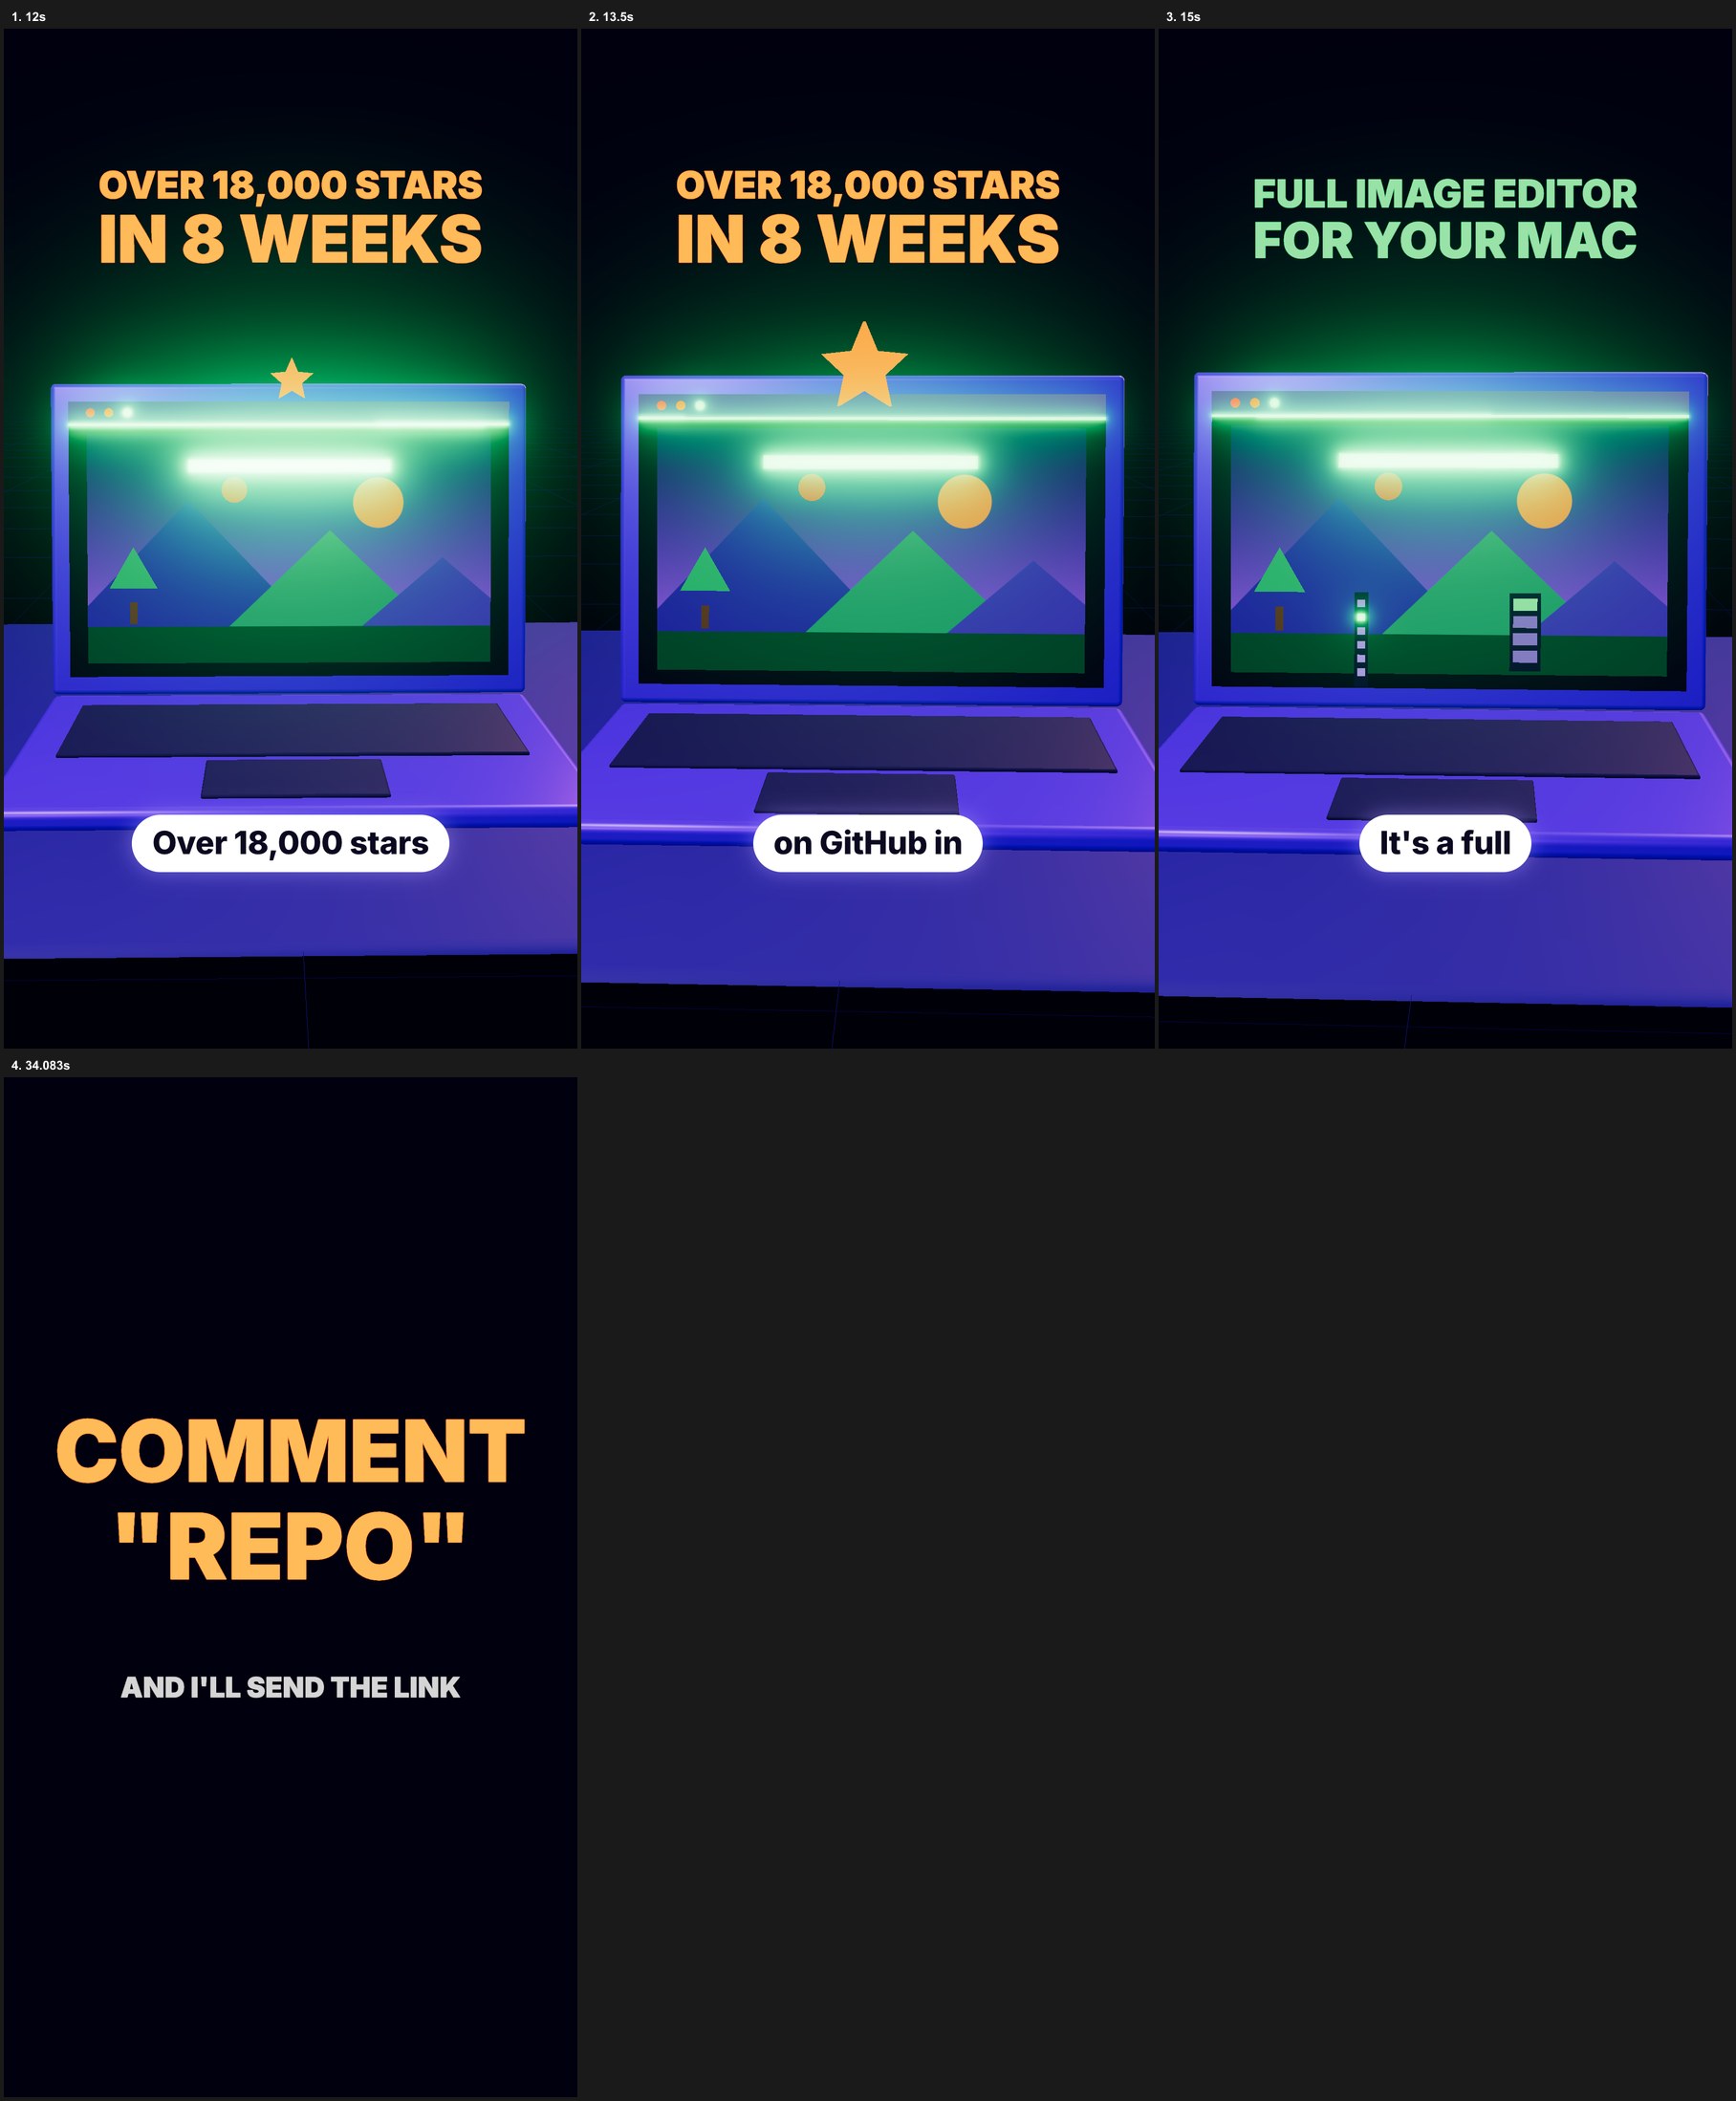 1. 12s
OVER 18,000 STARS
IN 8 WEEKS
Over 18,000 stars
2. 13.5s
OVER 18,000 STARS
IN 8 WEEKS
on GitHub in
3. 15s
FULL IMAGE EDITOR
FOR YOUR MAC
It's a full
4. 34.083s
COMMENT
"REPO"
AND I'LL SEND THE LINK